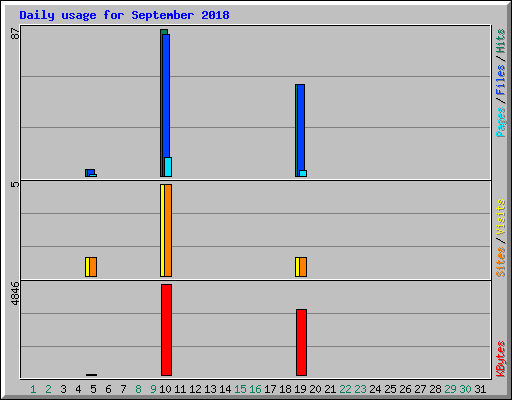 Daily usage for September 2018
87
5
4846
Pages / Files / Hits
Sites / Visits
KBytes
1 2 3 4 5 6 7 8 9 10 11 12 13 14 15 16 17 18 19 20 21 22 23 24 25 26 27 28 29 30 31